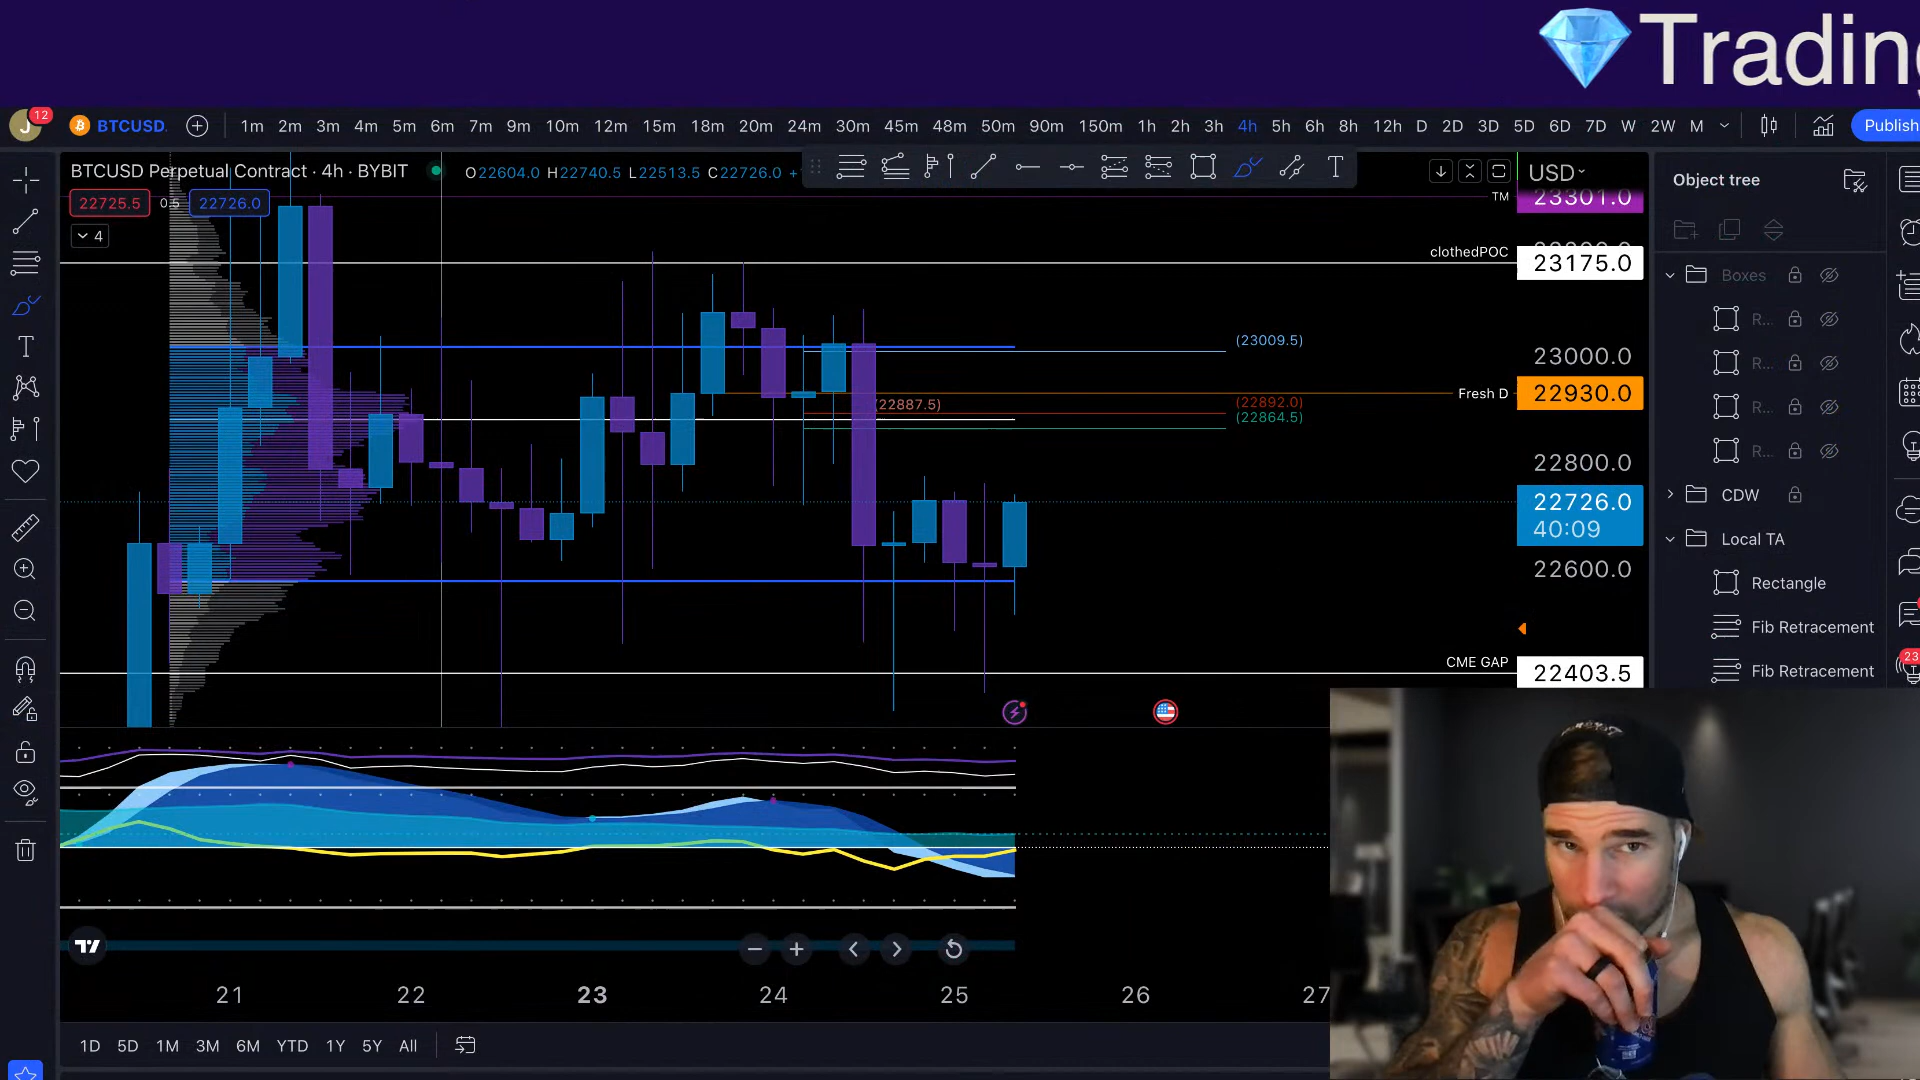 💎Trading
J 12 BTCUSD 1m 2m 3m 4m 5m 6m 7m 9m 10m 12m 15m 18m 20m 24m 30m 45m 48m 50m 90m 150m 1h 2h 3h 4h 5h 6h 8h 12h D 2D 3D 5D 6D 7D W 2W M Publish
BTCUSD Perpetual Contract · 4h · BYBIT O22604.0 H22740.5 L22513.5 C22726.0 USD
22725.5 0.5 22726.0
4
TM 23301.0
clothedPOC
23175.0
(23009.5)
23000.0
Fresh D 22930.0
(22887.5) (22892.0)
(22864.5)
22800.0
22726.0
40:09
22600.0
CME GAP
22403.5
Object tree
Boxes
R...
R...
R...
R...
CDW
Local TA
Rectangle
Fib Retracement
Fib Retracement
23
21 22 23 24 25 26 27
1D 5D 1M 3M 6M YTD 1Y 5Y All